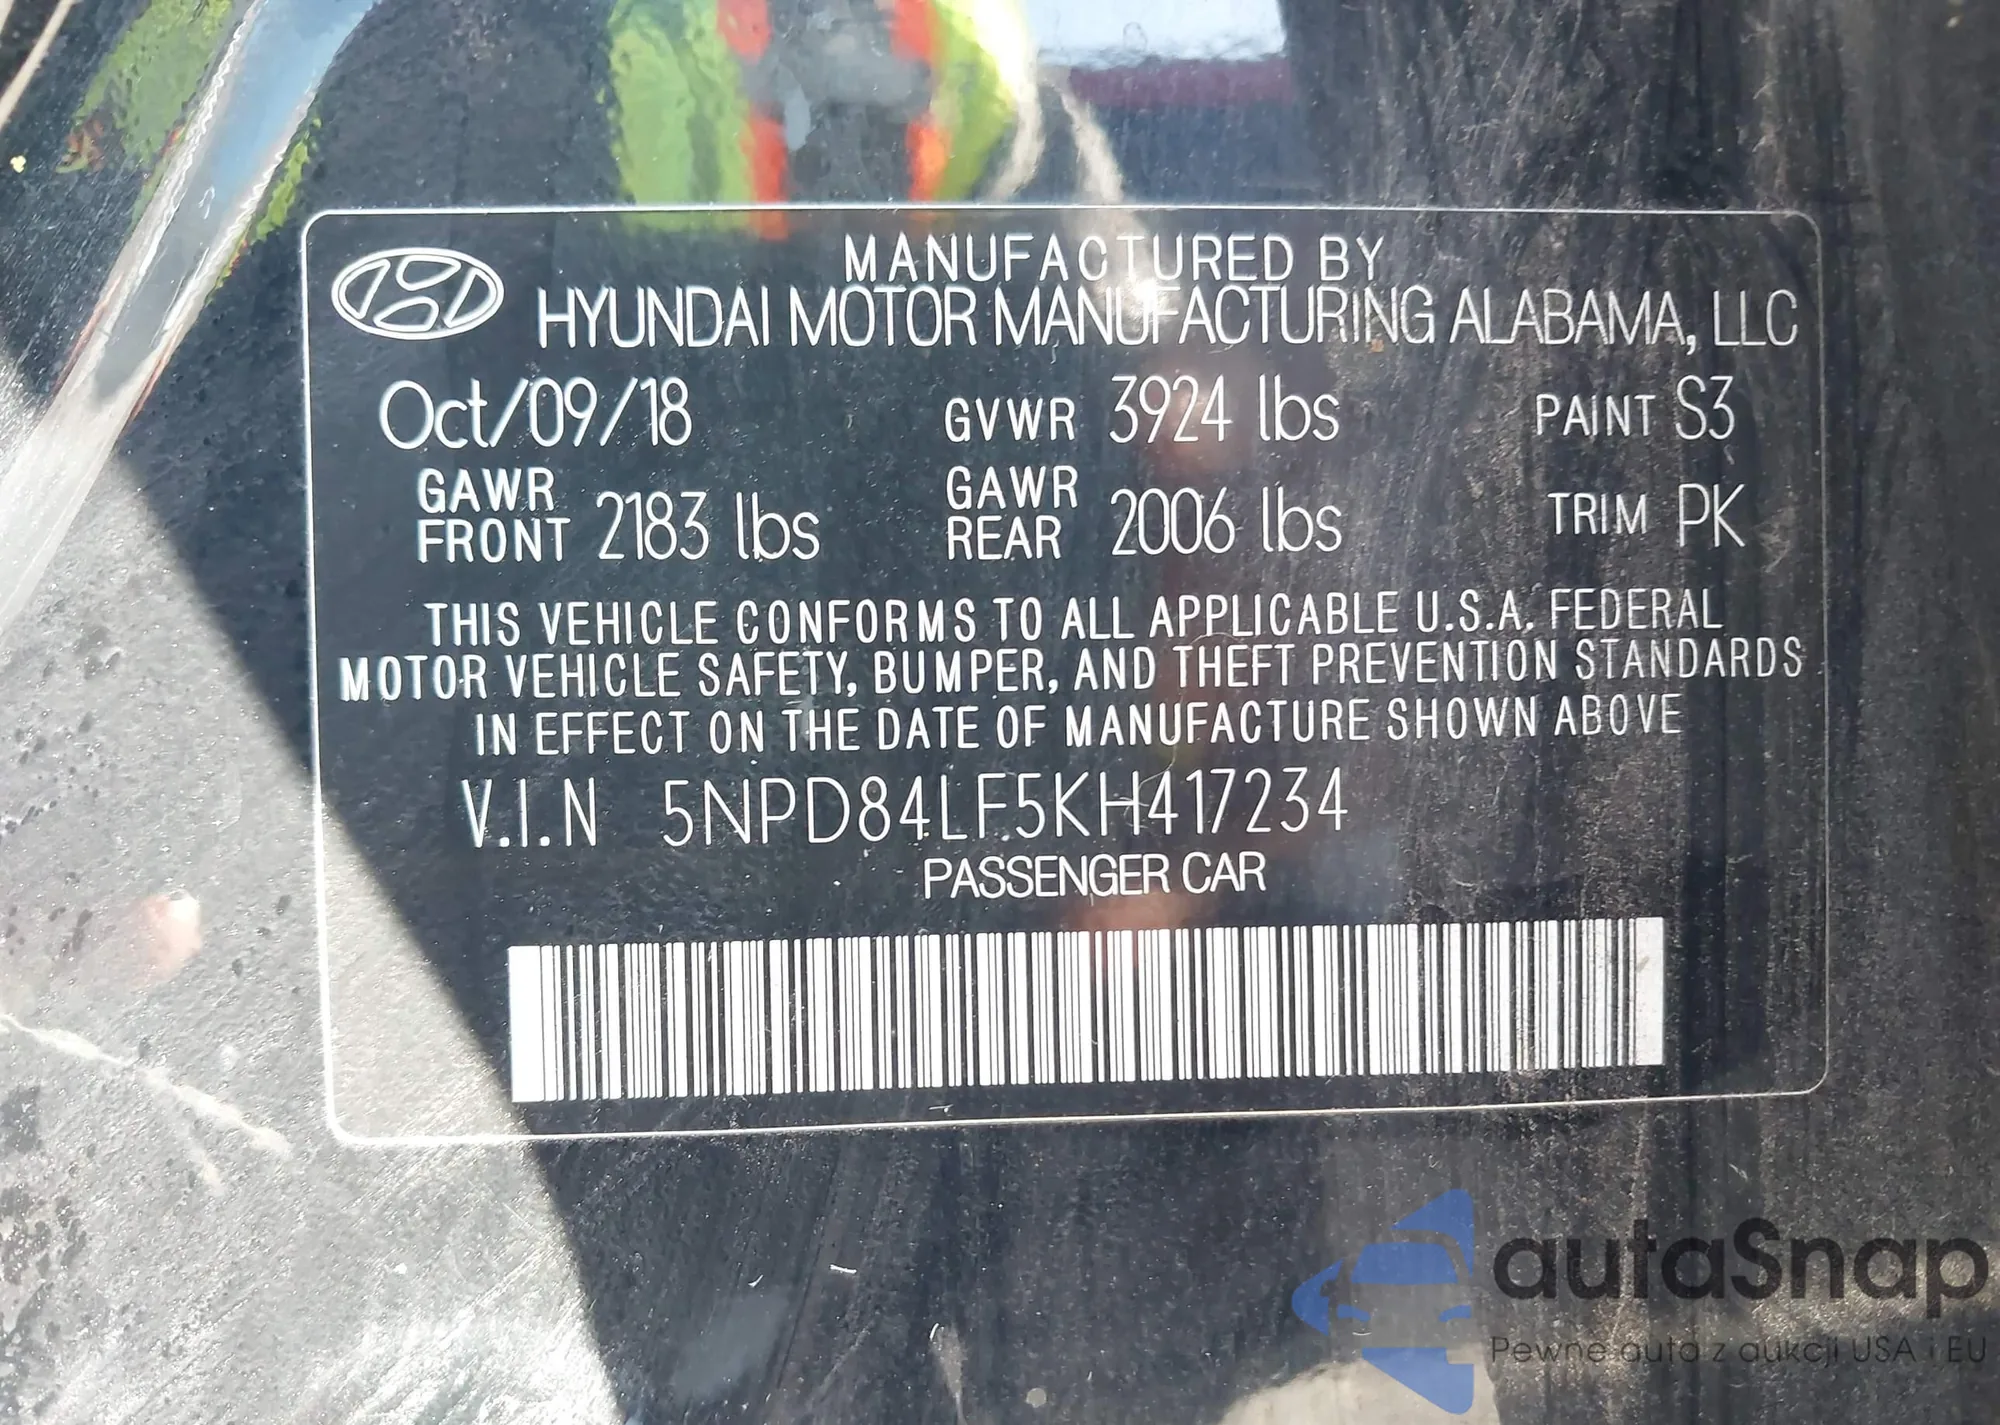 MANUFACTURED BY
HYUNDAI MOTOR MANUFACTURING ALABAMA, LLC
Oct/09/18 GVWR 3924 lbs PAINT S3
GAWR FRONT 2183 lbs GAWR REAR 2006 lbs TRIM PK
THIS VEHICLE CONFORMS TO ALL APPLICABLE U.S.A. FEDERAL
MOTOR VEHICLE SAFETY, BUMPER, AND THEFT PREVENTION STANDARDS
IN EFFECT ON THE DATE OF MANUFACTURE SHOWN ABOVE
V.I.N 5NPD84LF5KH417234
PASSENGER CAR
autaSnap
Pewne auta z aukcji USA i EU